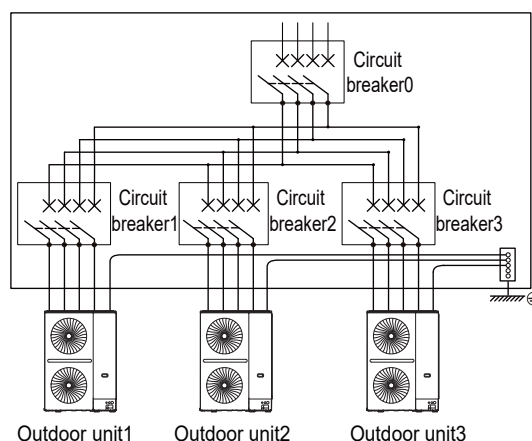 Circuit
breaker0
Circuit
breaker1
Circuit
breaker2
Circuit
breaker3
Outdoor unit1
Outdoor unit2
Outdoor unit3